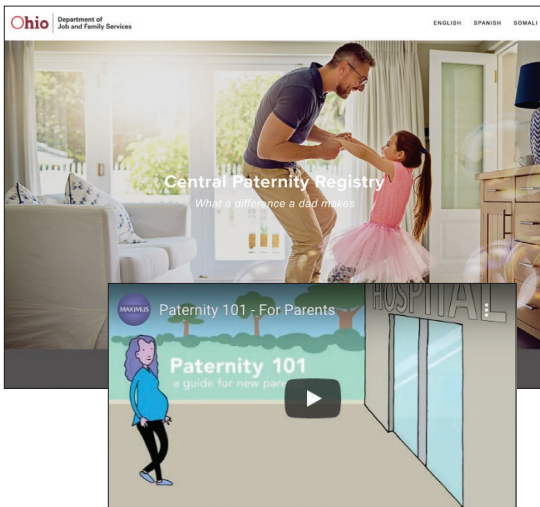 Ohio Department of
Job and Family Services
ENGLISH SPANISH SOMALI
Central Paternity Registry
What a difference a dad makes
MAXIMUS
Paternity 101 - For Parents
HOSPITAL
Paternity 101
a guide for new parents